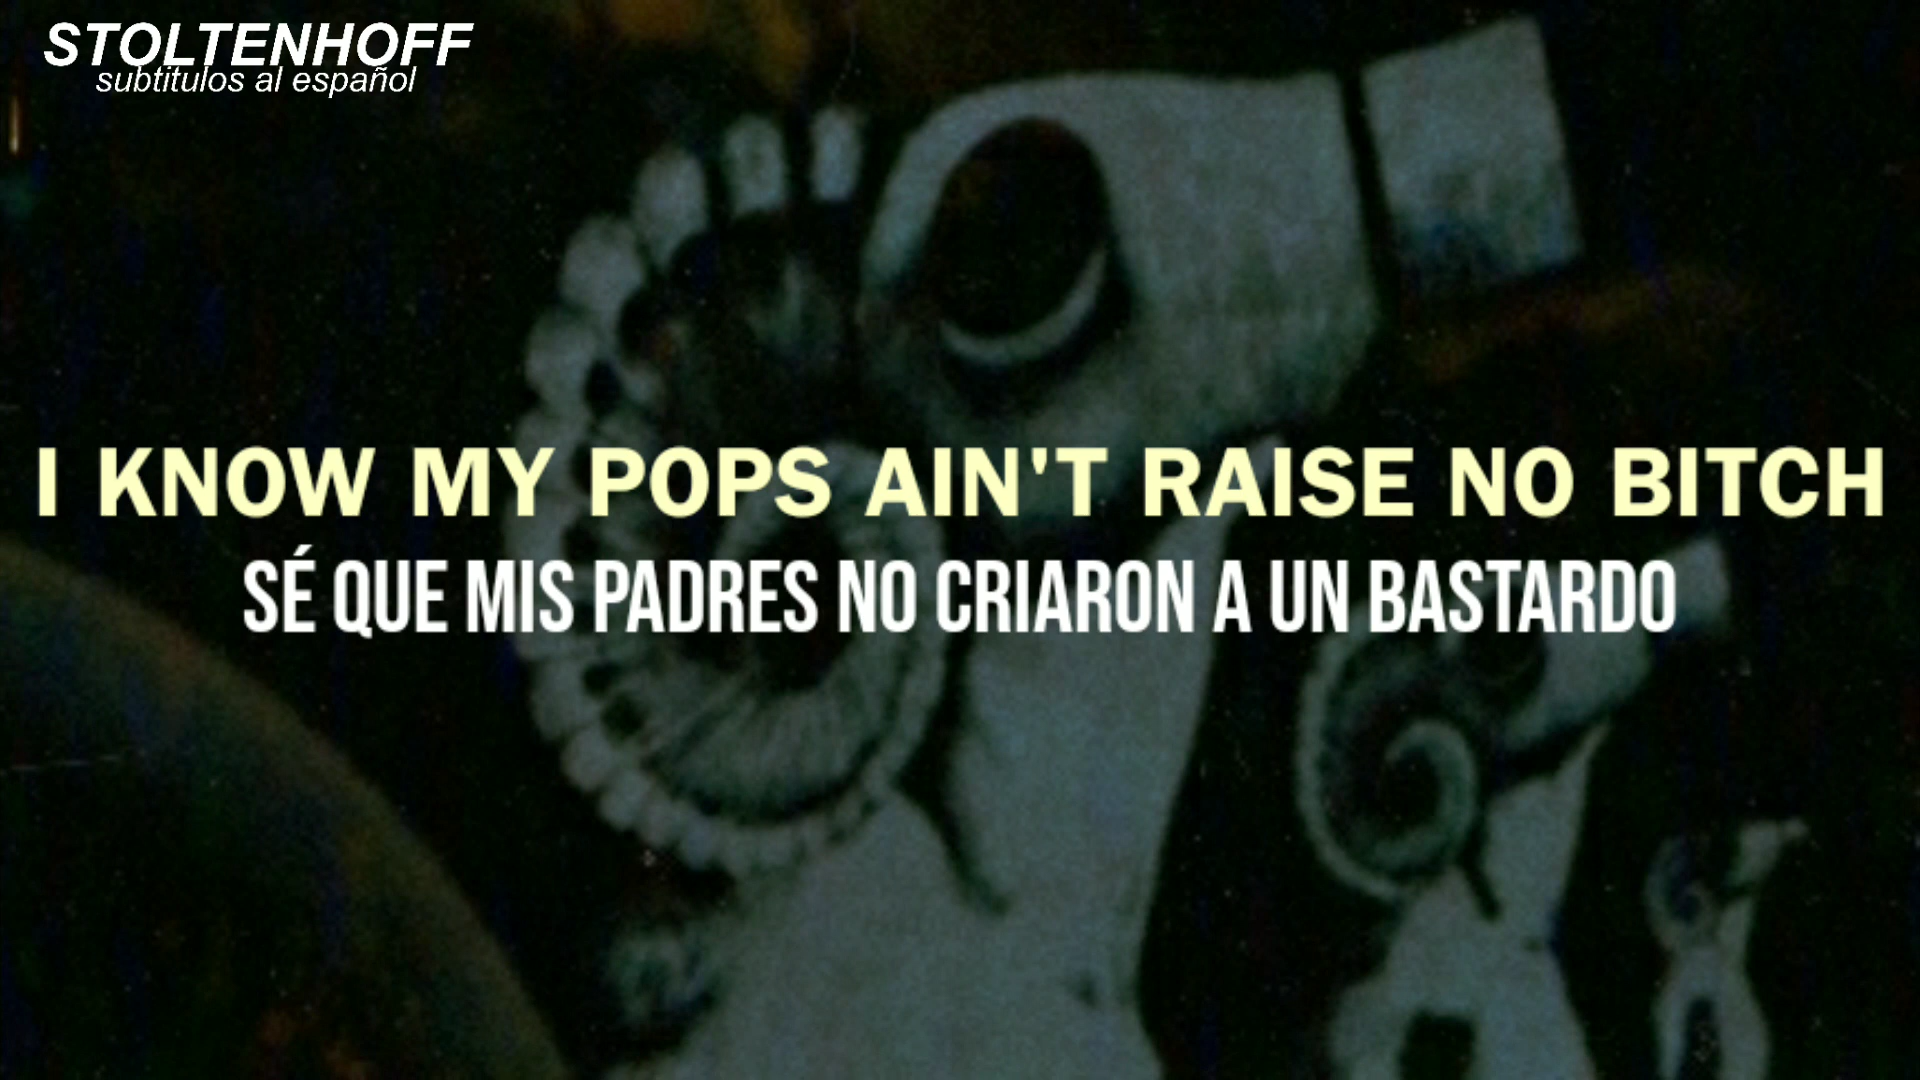 STOLTENHOFF
subtitulos al español
I KNOW MY POPS AIN'T RAISE NO BITCH
SÉ QUE MIS PADRES NO CRIARON A UN BASTARDO